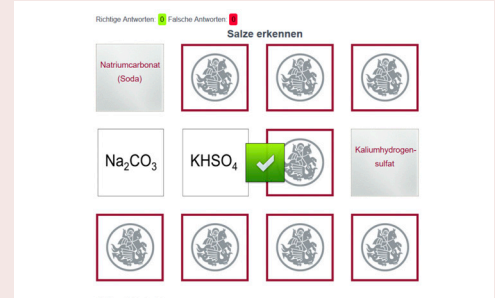 Richtige Antworten: 0 Falsche Antworten: 0
Salze erkennen
Natriumcarbonat
(Soda)
Na₂CO₃
KHSO₄
Kaliumhydrogen-
sulfat